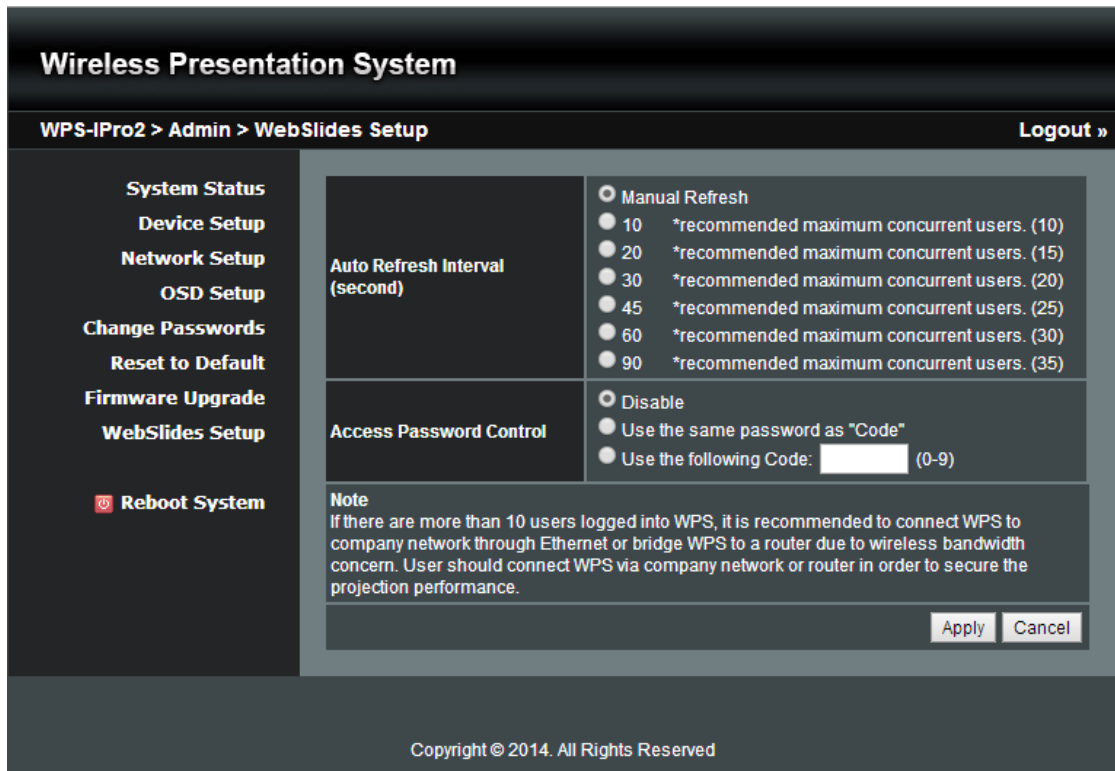 Wireless Presentation System
WPS-IPro2 > Admin > WebSlides Setup
Logout »
System Status
Device Setup
Network Setup
OSD Setup
Change Passwords
Reset to Default
Firmware Upgrade
WebSlides Setup
Reboot System
Auto Refresh Interval
(second)
Manual Refresh
10 *recommended maximum concurrent users. (10)
20 *recommended maximum concurrent users. (15)
30 *recommended maximum concurrent users. (20)
45 *recommended maximum concurrent users. (25)
60 *recommended maximum concurrent users. (30)
90 *recommended maximum concurrent users. (35)
Access Password Control
Disable
Use the same password as "Code"
Use the following Code: (0-9)
Note
If there are more than 10 users logged into WPS, it is recommended to connect WPS to
company network through Ethernet or bridge WPS to a router due to wireless bandwidth
concern. User should connect WPS via company network or router in order to secure the
projection performance.
Apply Cancel
Copyright © 2014. All Rights Reserved